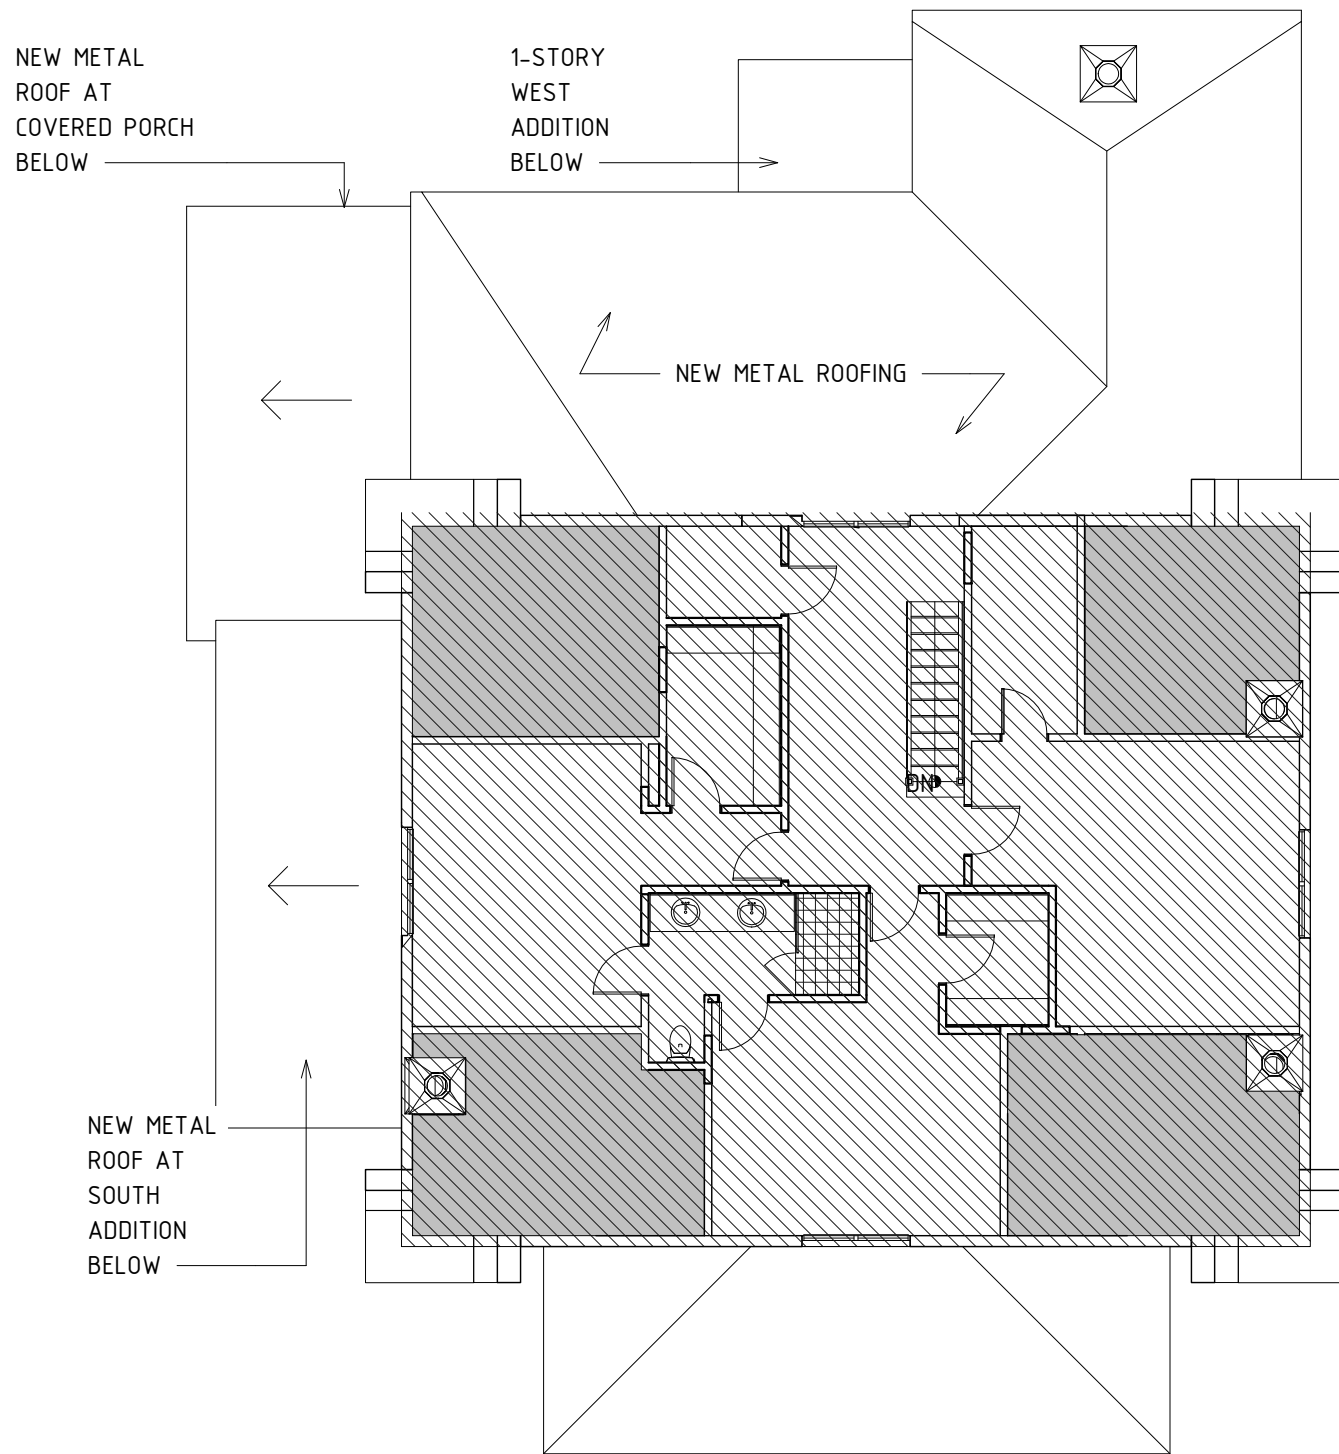 NEW METAL
ROOF AT
COVERED PORCH
BELOW
1-STORY
WEST
ADDITION
BELOW
NEW METAL ROOFING
DN
NEW METAL
ROOF AT
SOUTH
ADDITION
BELOW